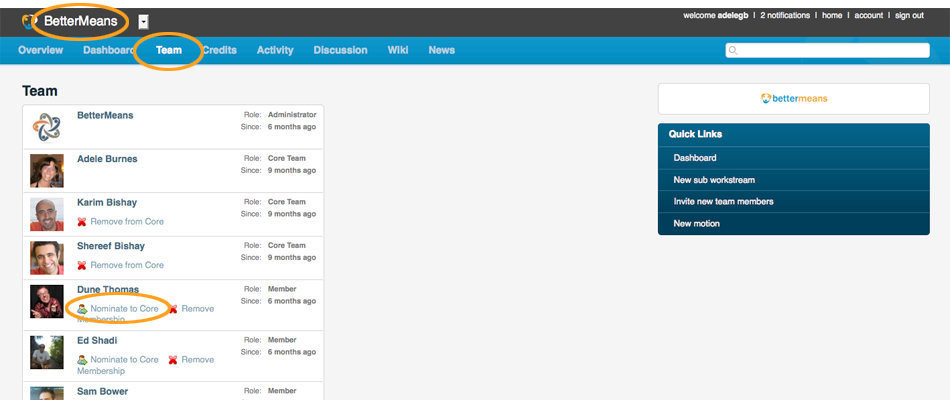 BetterMeans
welcome adelegb | 2 notifications | home | account | sign out
Overview Dashboard Team Credits Activity Discussion Wiki News
Team
BetterMeans
Role: Administrator
Since: 6 months ago
Adele Burnes
Role: Core Team
Since: 9 months ago
Karim Bishay
Role: Core Team
Since: 9 months ago
Remove from Core
Shereef Bishay
Role: Core Team
Since: 9 months ago
Remove from Core
Dune Thomas
Role: Member
Since: 6 months ago
Nominate to Core Remove
Membership
Ed Shadi
Role: Member
Since: 6 months ago
Nominate to Core Remove
Membership
Sam Bower
Role: Member
bettermeans
Quick Links
Dashboard
New sub workstream
Invite new team members
New motion